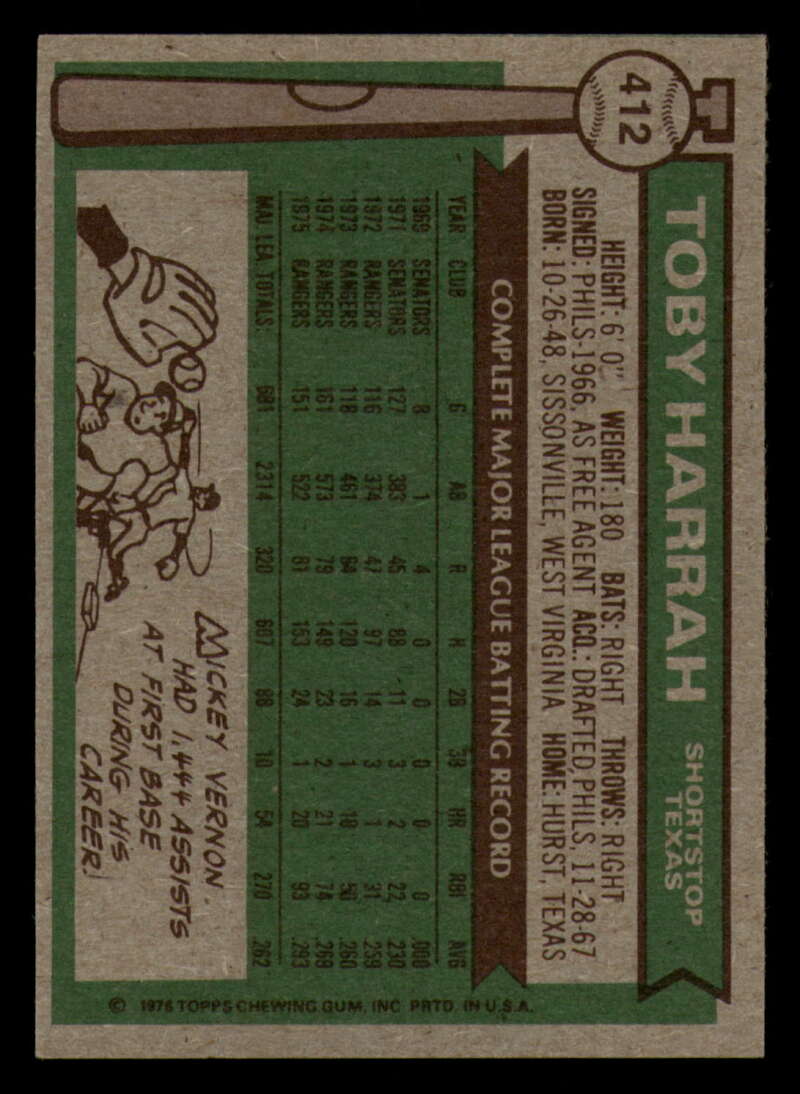 412
TOBY HARRAH
SHORTSTOP
TEXAS
HEIGHT: 6' 0" WEIGHT: 180 BATS: RIGHT THROWS: RIGHT
SIGNED: PHILS-1966, AS FREE AGENT ACQ.: DRAFTED, PHILS, 11-28-67
BORN: 10-26-48, SISSONVILLE, WEST VIRGINIA HOME: HURST, TEXAS
COMPLETE MAJOR LEAGUE BATTING RECORD
YEAR CLUB G AB R H 2B 3B HR RBI AVG
1969 SENATORS 8 1 4 0 0 0 0 0 .000
1971 SENATORS 127 383 45 88 11 3 2 22 .230
1972 RANGERS 116 374 47 97 14 3 1 31 .259
1973 RANGERS 118 461 64 120 16 1 10 50 .260
1974 RANGERS 161 573 79 149 23 2 21 74 .260
1975 RANGERS 151 522 81 153 24 1 20 93 .293
MAJ. LEA. TOTALS: 681 2314 320 607 88 10 54 270 .262
MICKEY VERNON
HAD 1,444 ASSISTS
AT FIRST BASE
DURING HIS
CAREER!
© 1976 TOPPS CHEWING GUM, INC. PRTD. IN U.S.A.